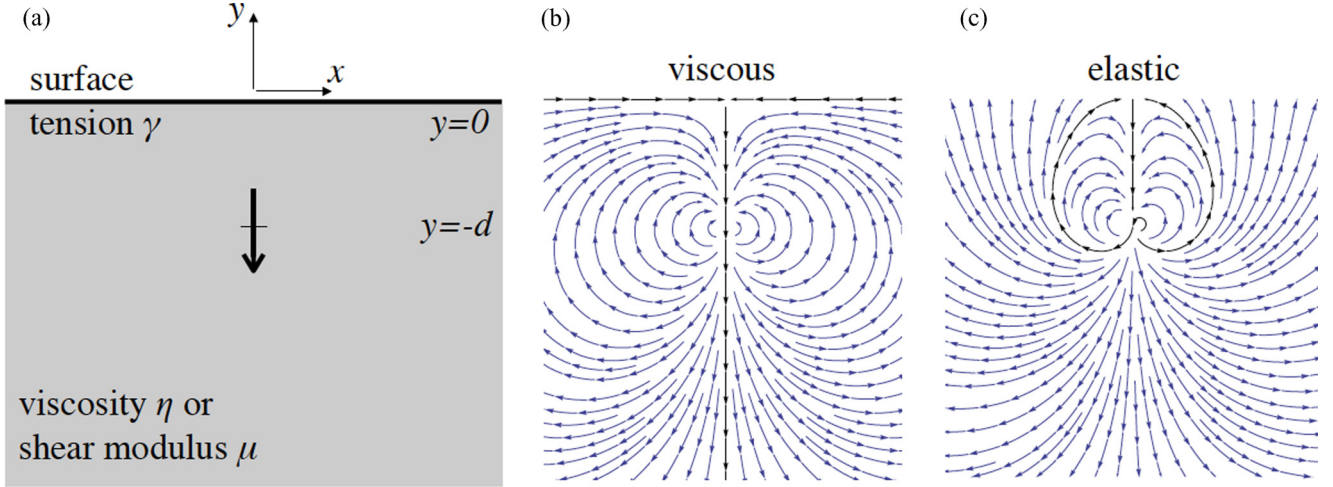 (a)
y
x
surface
tension γ
y=0
y=-d
viscosity η or
shear modulus μ
(b)
viscous
(c)
elastic